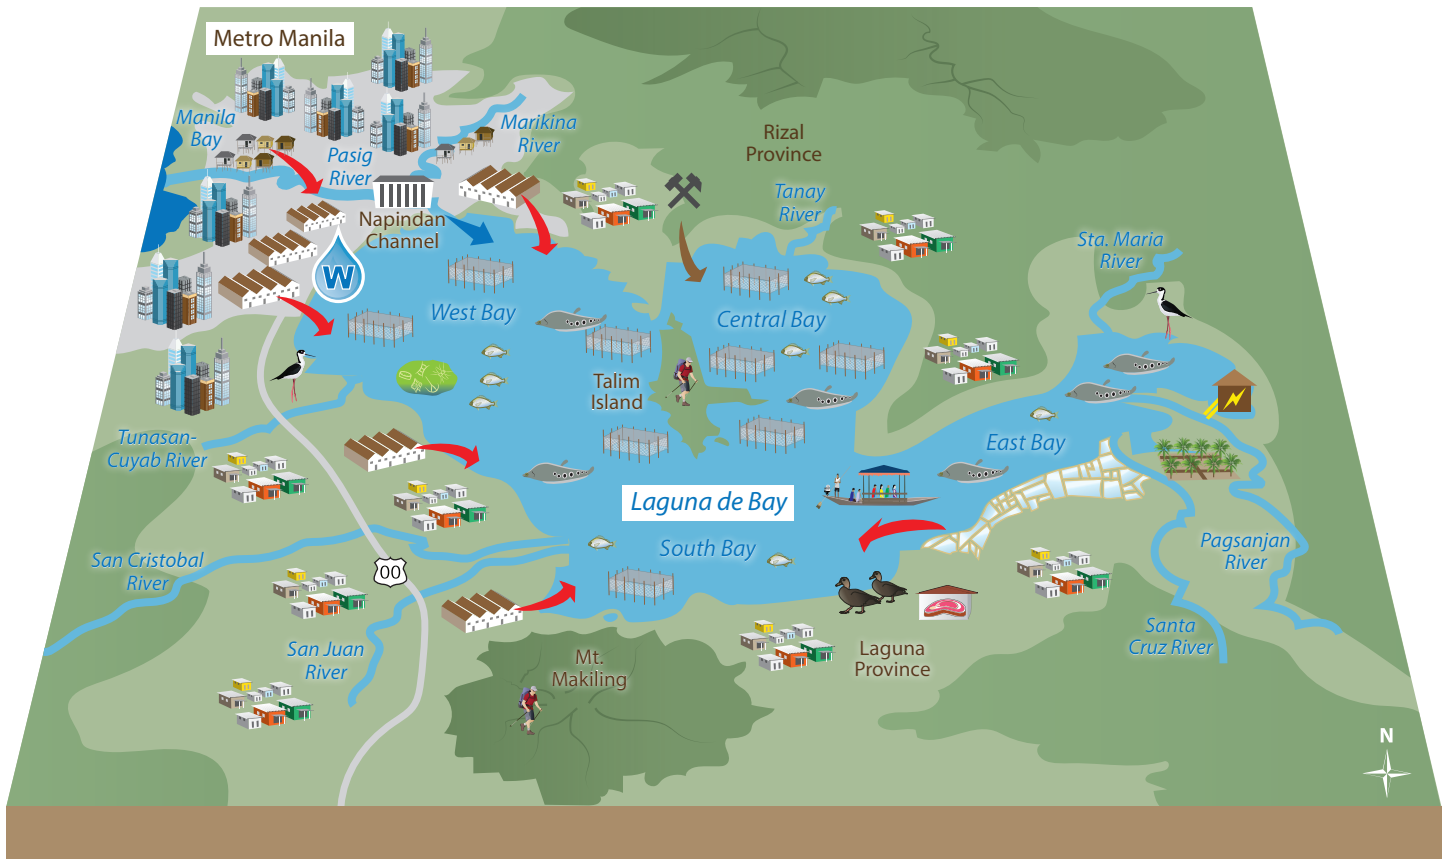 Metro Manila
Manila
Bay
Pasig
River
Marikina
River
Rizal
Province
Napindan
Channel
Tanay
River
Sta. Maria
River
W
West Bay
Central Bay
Talim
Island
East Bay
Tunasan-
Cuyab River
Laguna de Bay
South Bay
San Cristobal
River
00
Pagsanjan
River
San Juan
River
Mt.
Makiling
Laguna
Province
Santa
Cruz River
N